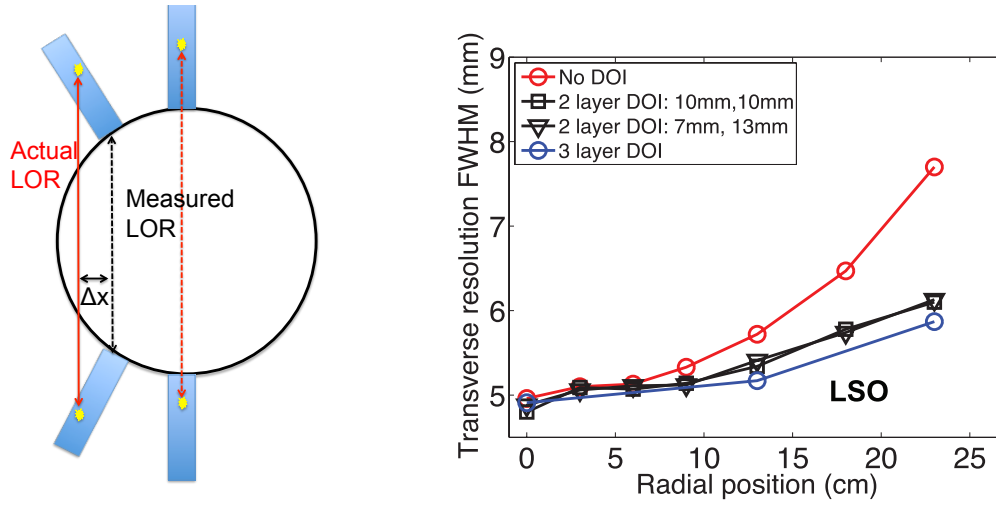 Actual
LOR
Measured
LOR
Δx
Transverse resolution FWHM (mm)
9
8
7
6
5
No DOI
2 layer DOI: 10mm,10mm
2 layer DOI: 7mm, 13mm
3 layer DOI
LSO
0 5 10 15 20 25
Radial position (cm)